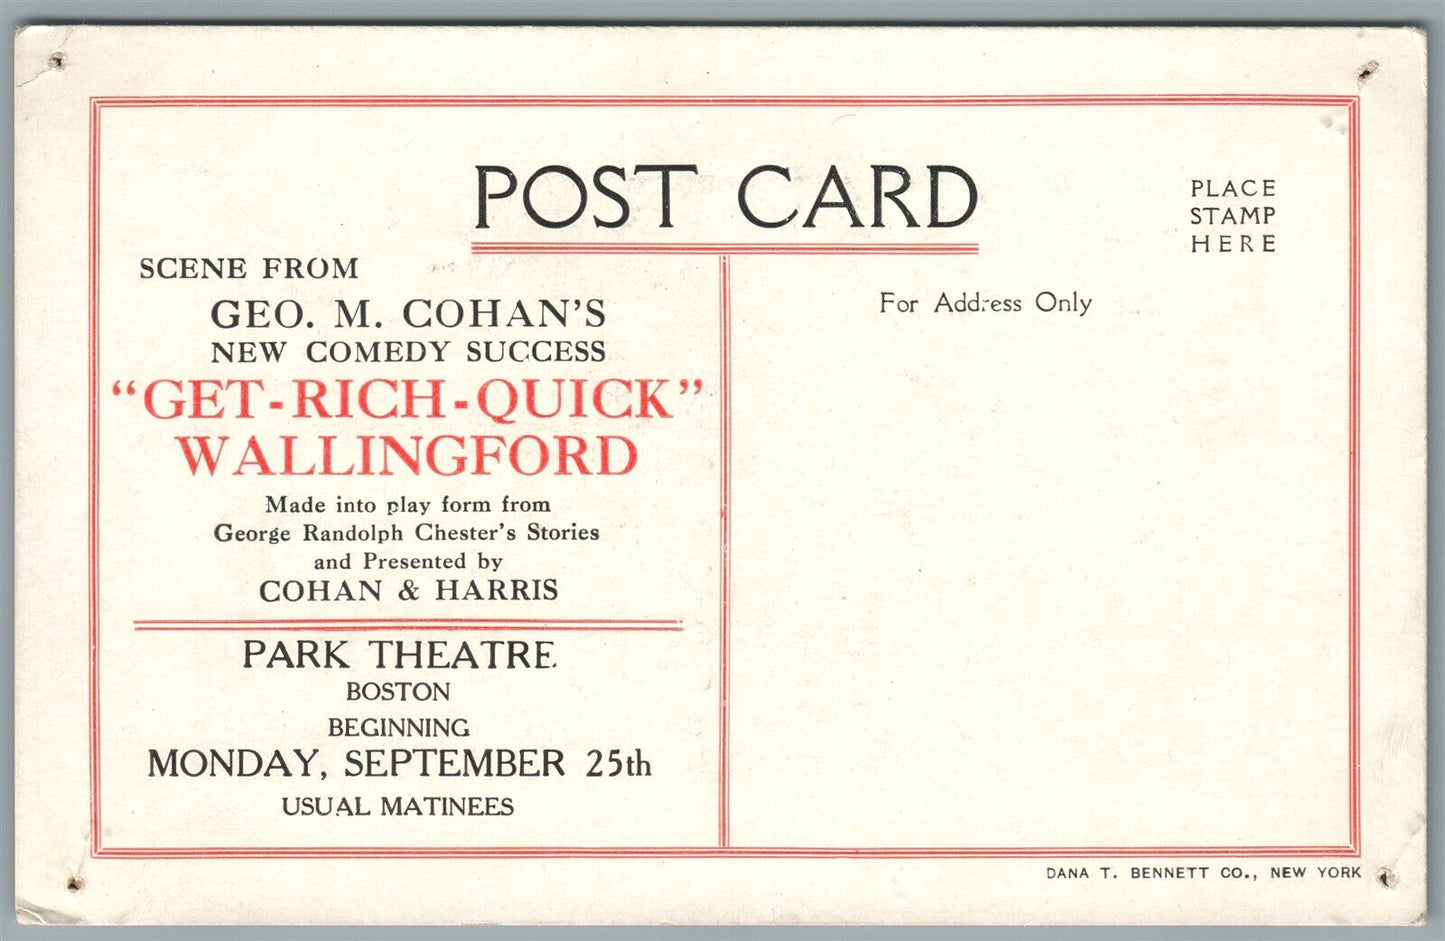 POST CARD
PLACE
STAMP
HERE
SCENE FROM
GEO. M. COHAN'S
NEW COMEDY SUCCESS
"GET-RICH-QUICK"
WALLINGFORD
Made into play form from
George Randolph Chester's Stories
and Presented by
COHAN & HARRIS
PARK THEATRE
BOSTON
BEGINNING
MONDAY, SEPTEMBER 25th
USUAL MATINEES
For Address Only
DANA T. BENNETT CO., NEW YORK